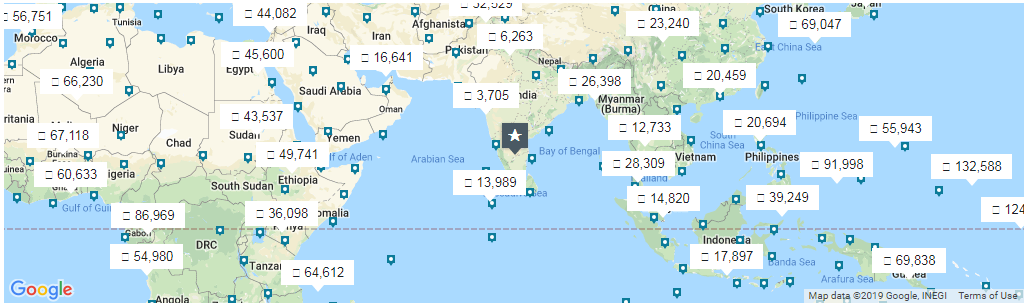 52,529
56,751
Tunisia
44,082
Afghanistan
23,240
South Korea
69,047
Morocco
Iraq
Iran
6,263
East China Sea
Algeria
Libya
45,600
Egypt
16,641
Pakistan
Nepal
66,230
26,398
20,459
Saudi Arabia
3,705
India
Oman
Myanmar
(Burma)
43,537
Philippine Sea
67,118
Niger
Chad
Sudan
Yemen
12,733
20,694
55,943
Burkina
South
China Sea
49,741
Gulf of Aden
Arabian Sea
Bay of Bengal
Vietnam
Philippines
60,633
Nigeria
Ethiopia
28,309
Thailand
91,998
132,588
South Sudan
13,989
14,820
39,249
Gulf of Guinea
86,969
36,098
Somalia
Kenya
124
Gabon
DRC
Indonesia
54,980
Tanzania
17,897
Banda Sea
69,838
64,612
Arafura Sea
Guinea
Google
Angola
Map data ©2019 Google, INEGI
Terms of Use